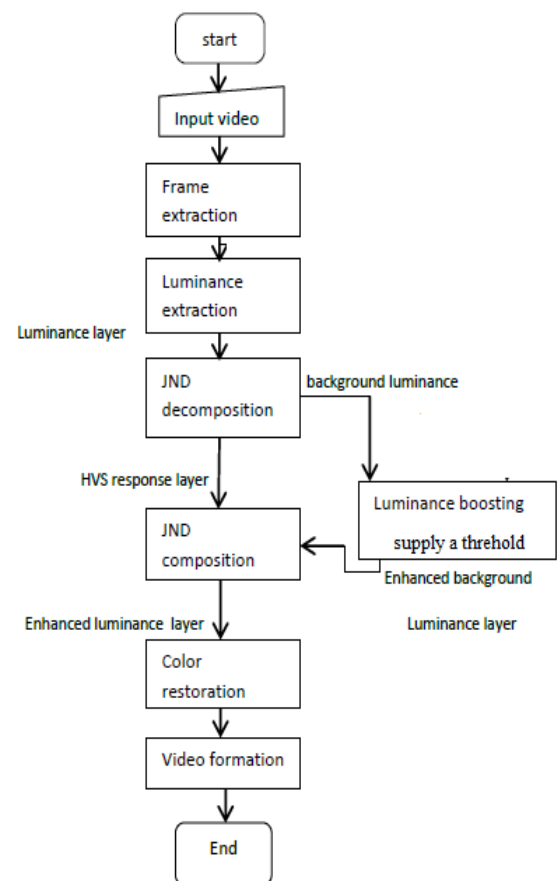 start
Input video
Frame
extraction
Luminance
extraction
Luminance layer
JND
decomposition
background luminance
HVS response layer
Luminance boosting
supply a threhold
JND
composition
Enhanced background
Luminance layer
Enhanced luminance layer
Color
restoration
Video formation
End